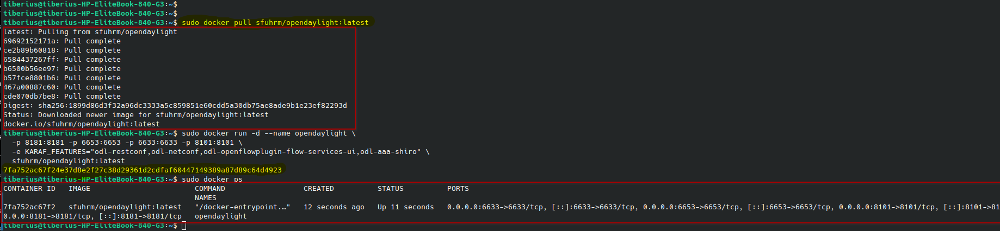 tiberius@tiberius-HP-EliteBook-840-G3:~$
tiberius@tiberius-HP-EliteBook-840-G3:~$
tiberius@tiberius-HP-EliteBook-840-G3:~$ sudo docker pull sfuhrm/opendaylight:latest
latest: Pulling from sfuhrm/opendaylight
69692152171a: Pull complete
ce2b89b60818: Pull complete
6584437267ff: Pull complete
b6500b56ee97: Pull complete
b57fce8801b6: Pull complete
467a00887c60: Pull complete
cde070db7be8: Pull complete
Digest: sha256:1899d86d3f32a96dc3333a5c859851e60cdd5a30db75ae8ade9b1e23ef82293d
Status: Downloaded newer image for sfuhrm/opendaylight:latest
docker.io/sfuhrm/opendaylight:latest
tiberius@tiberius-HP-EliteBook-840-G3:~$ sudo docker run -d --name opendaylight \
  -p 8181:8181 -p 6653:6653 -p 6633:6633 -p 8101:8101 \
  -e KARAF_FEATURES="odl-restconf,odl-netconf,odl-openflowplugin-flow-services-ui,odl-aaa-shiro" \
  sfuhrm/opendaylight:latest
7fa752ac67f24e37d8e2f27c38d29361d2cdfaf60447149389a87d89c64d4923
tiberius@tiberius-HP-EliteBook-840-G3:~$ sudo docker ps
CONTAINER ID   IMAGE                        COMMAND                  CREATED          STATUS          PORTS
                                            NAMES
7fa752ac67f2   sfuhrm/opendaylight:latest   "/docker-entrypoint.…"   12 seconds ago   Up 11 seconds   0.0.0.0:6633->6633/tcp, [::]:6633->6633/tcp, 0.0.0.0:6653->6653/tcp, [::]:6653->6653/tcp, 0.0.0.0:8101->8101/tcp, [::]:8101->81
0.0.0:8181->8181/tcp, [::]:8181->8181/tcp   opendaylight
tiberius@tiberius-HP-EliteBook-840-G3:~$